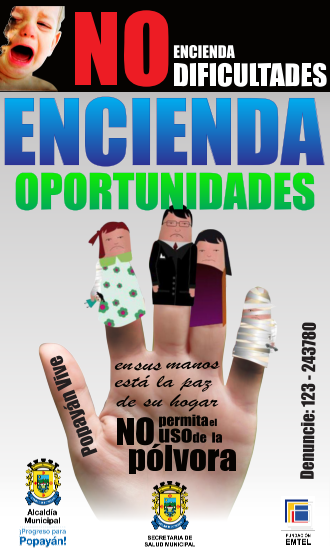 NO ENCIENDA
DIFICULTADES
ENCIENDA
OPORTUNIDADES
Popayán Vive
en sus manos
está la paz
de su hogar
NO permita el
uso de la
pólvora
Denuncie: 123 - 243780
Alcaldía
Municipal
¡Progreso para
Popayán!
SECRETARIA DE
SALUD MUNICIPAL
FUNDACIÓN
EMTEL